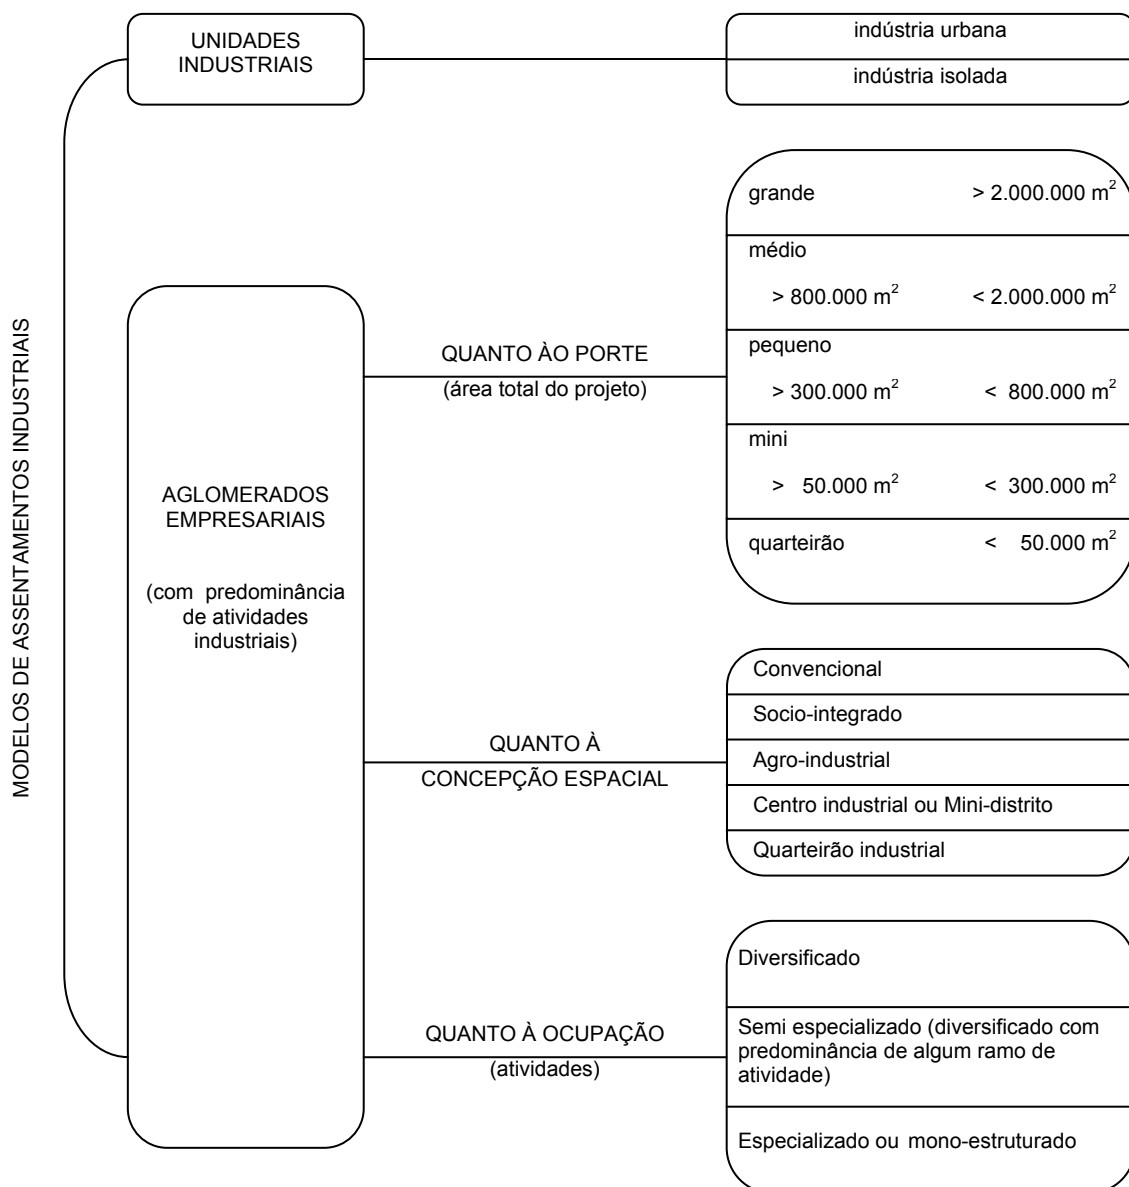 MODELOS DE ASSENTAMENTOS INDUSTRIAIS
UNIDADES
INDUSTRIAIS
indústria urbana
indústria isolada
AGLOMERADOS
EMPRESARIAIS
(com predominância
de atividades
industriais)
QUANTO ÀO PORTE
(área total do projeto)
grande > 2.000.000 m²
médio
> 800.000 m² < 2.000.000 m²
pequeno
> 300.000 m² < 800.000 m²
mini
> 50.000 m² < 300.000 m²
quarteirão < 50.000 m²
QUANTO À
CONCEPÇÃO ESPACIAL
Convencional
Socio-integrado
Agro-industrial
Centro industrial ou Mini-distrito
Quarteirão industrial
QUANTO À OCUPAÇÃO
(atividades)
Diversificado
Semi especializado (diversificado com
predominância de algum ramo de
atividade)
Especializado ou mono-estruturado